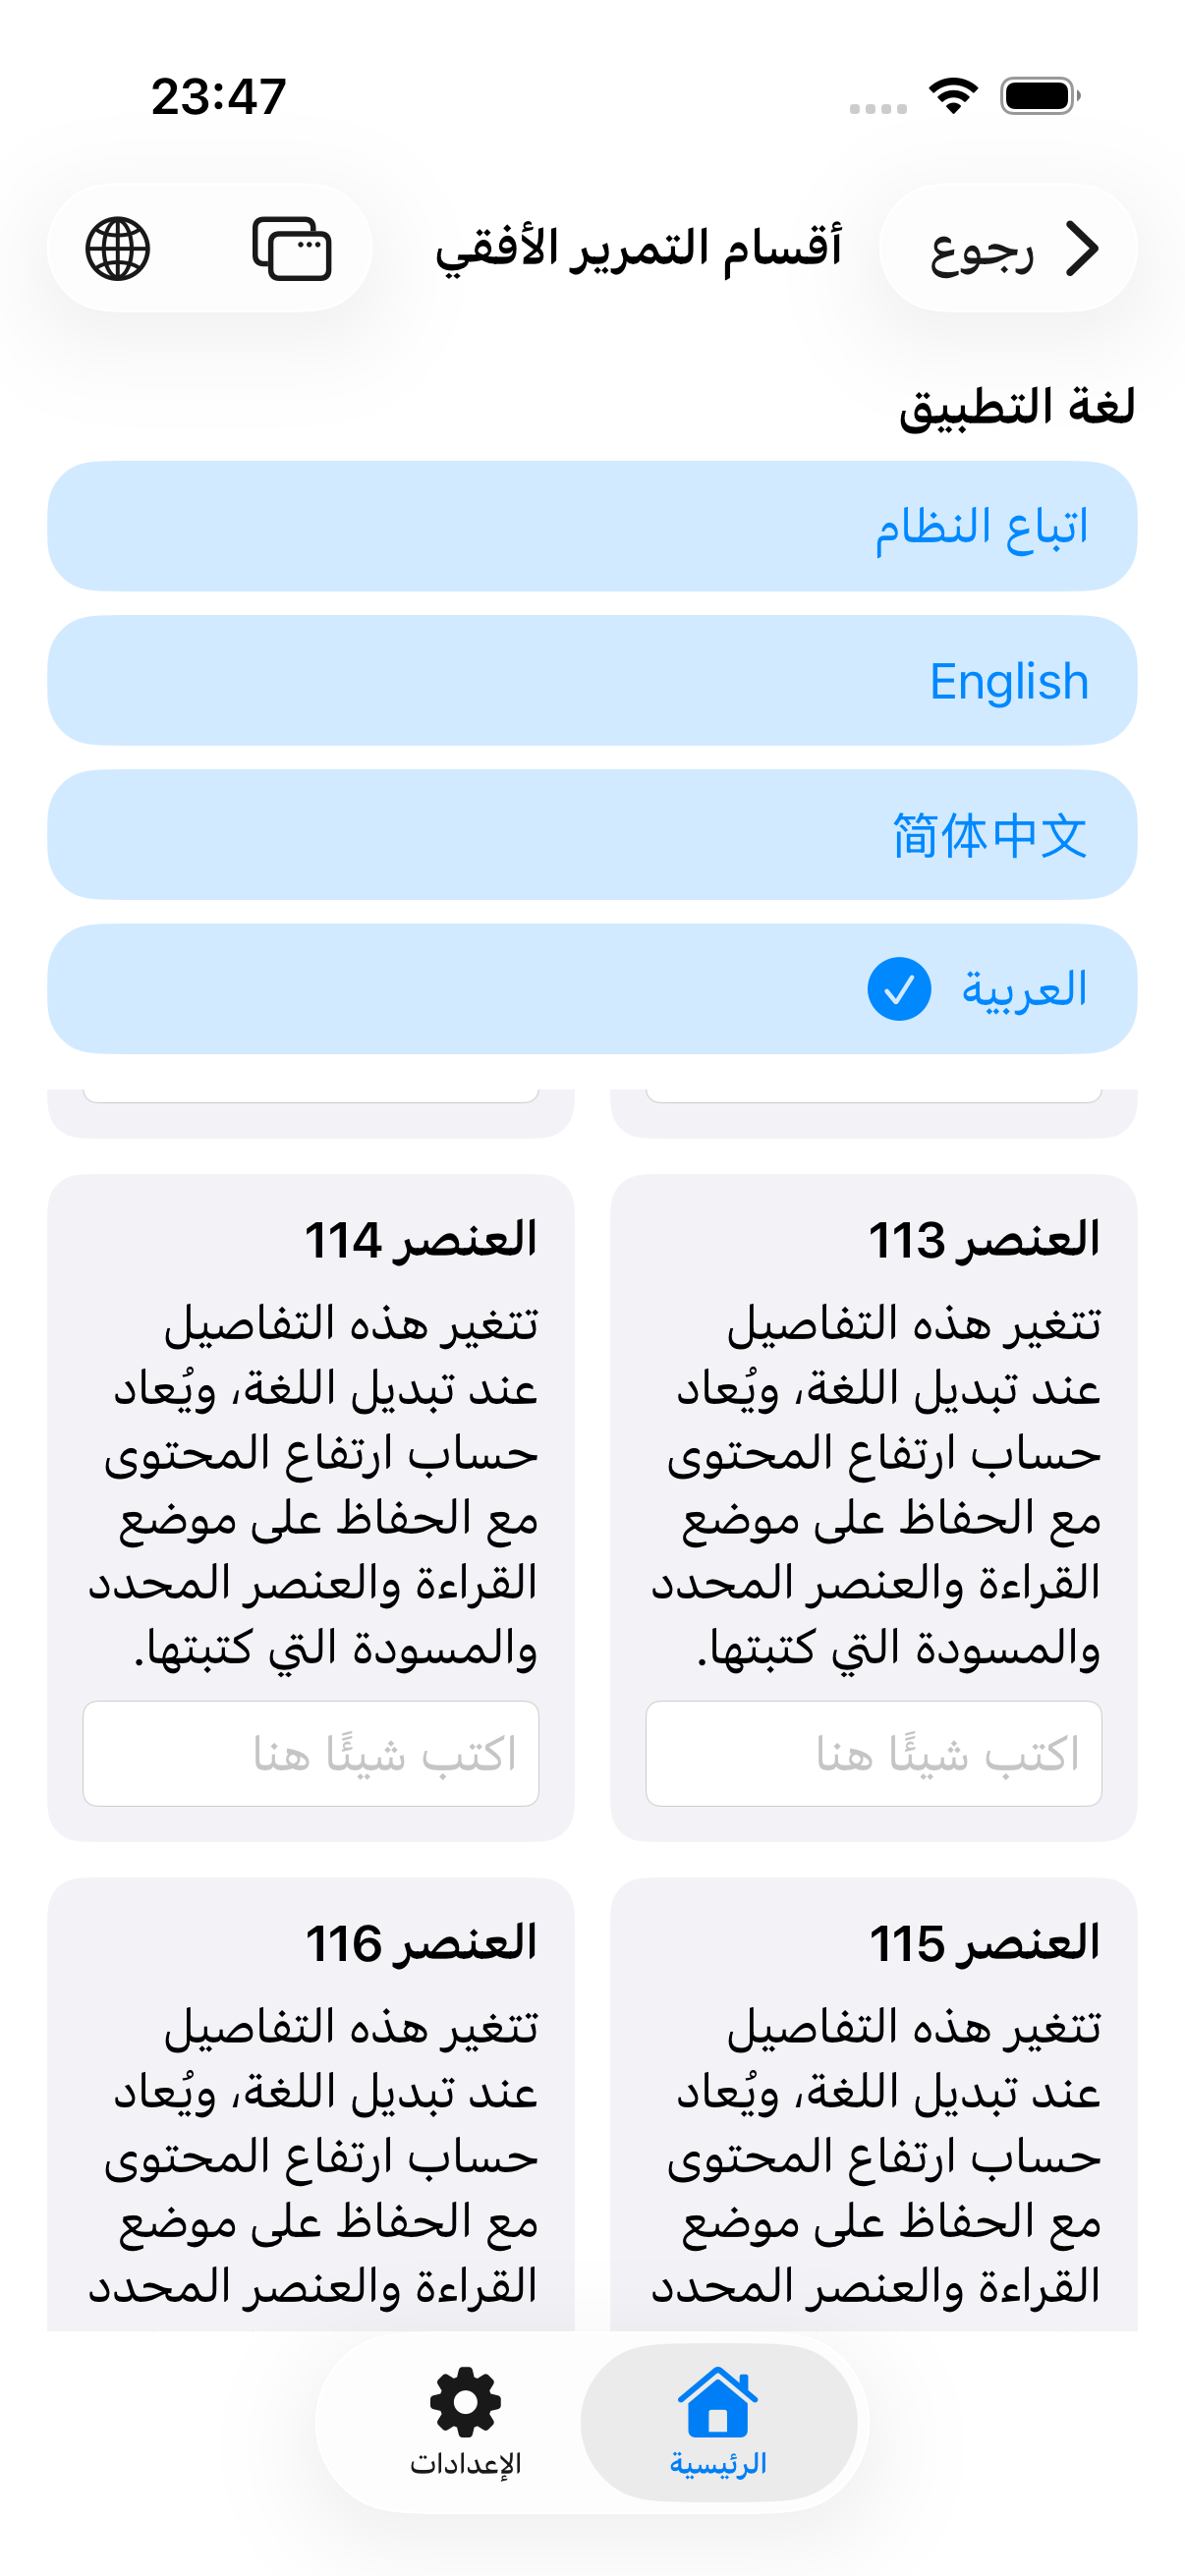 23:47
رجوع
أقسام التمرير الأفقي
لغة التطبيق
اتباع النظام
English
简体中文
العربية
العنصر 113
تتغير هذه التفاصيل
عند تبديل اللغة، ويُعاد
حساب ارتفاع المحتوى
مع الحفاظ على موضع
القراءة والعنصر المحدد
والمسودة التي كتبتها.
اكتب شيئًا هنا
العنصر 114
تتغير هذه التفاصيل
عند تبديل اللغة، ويُعاد
حساب ارتفاع المحتوى
مع الحفاظ على موضع
القراءة والعنصر المحدد
والمسودة التي كتبتها.
اكتب شيئًا هنا
العنصر 115
تتغير هذه التفاصيل
عند تبديل اللغة، ويُعاد
حساب ارتفاع المحتوى
مع الحفاظ على موضع
القراءة والعنصر المحدد
العنصر 116
تتغير هذه التفاصيل
عند تبديل اللغة، ويُعاد
حساب ارتفاع المحتوى
مع الحفاظ على موضع
القراءة والعنصر المحدد
الرئيسية
الإعدادات